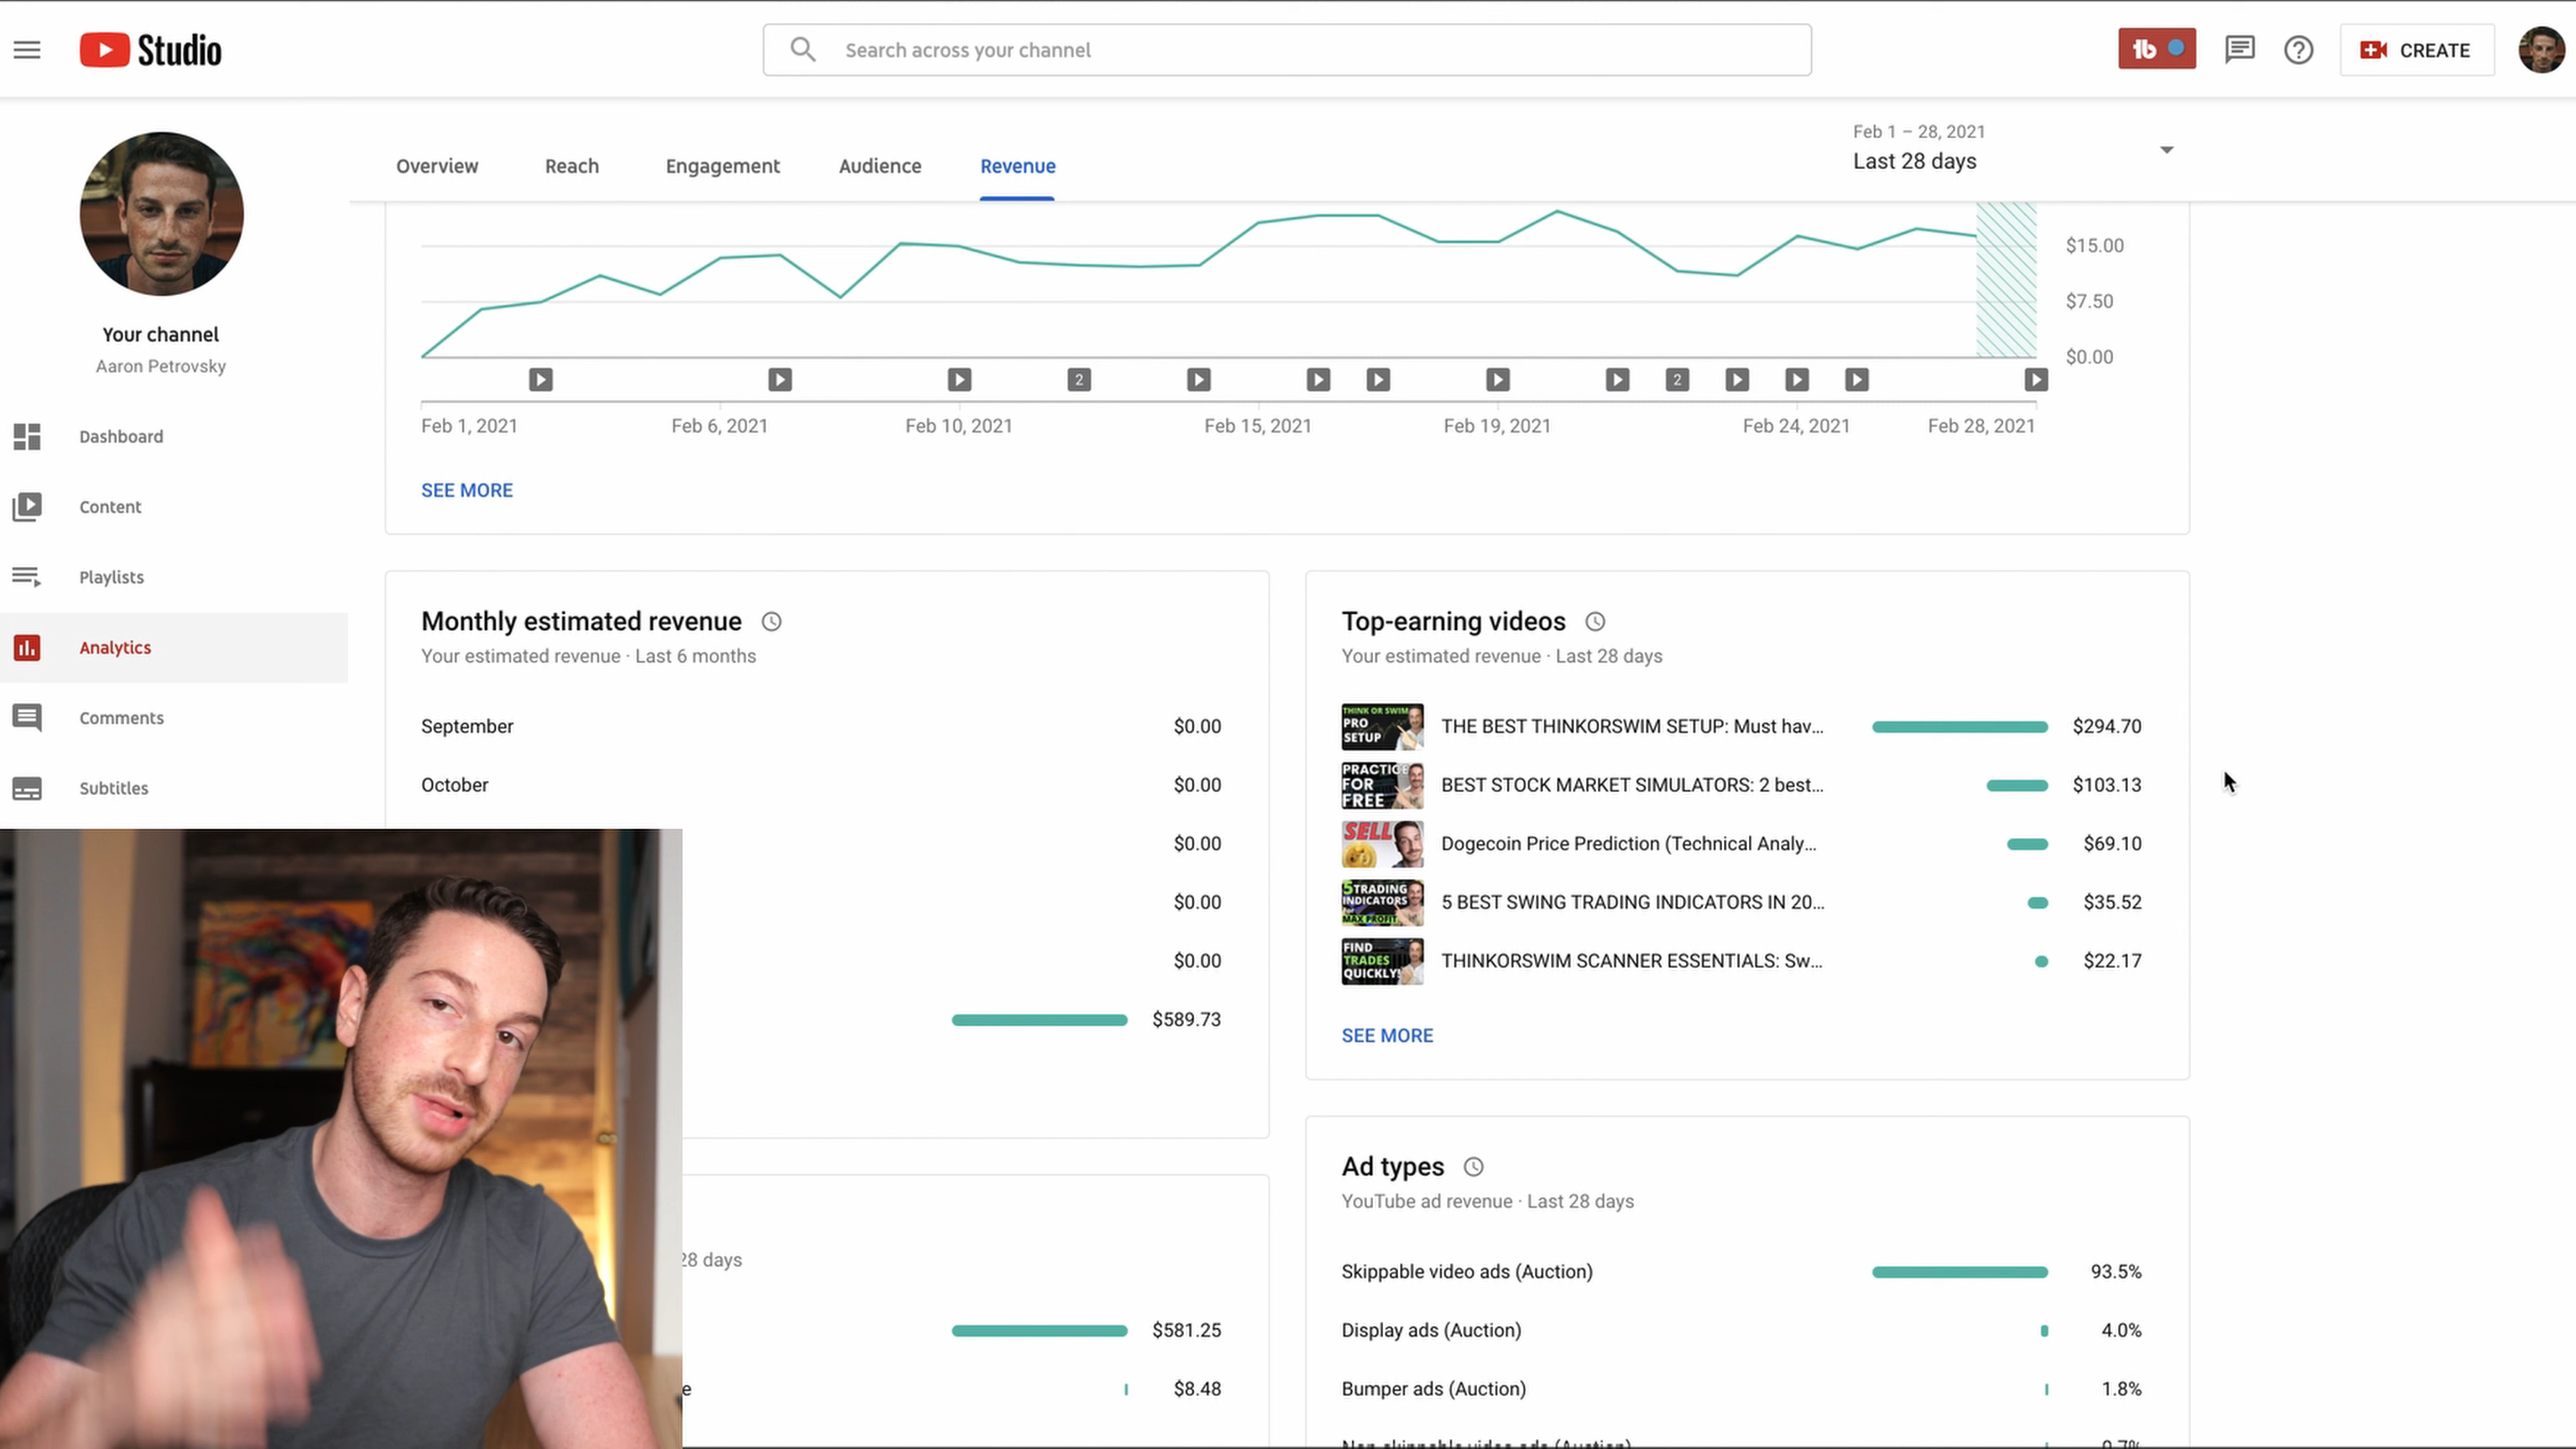 Studio
Search across your channel
CREATE
Your channel
Aaron Petrovsky
Dashboard
Content
Playlists
Analytics
Comments
Subtitles
Overview
Reach
Engagement
Audience
Revenue
Feb 1 – 28, 2021
Last 28 days
$15.00
$7.50
$0.00
2
2
Feb 1, 2021
Feb 6, 2021
Feb 10, 2021
Feb 15, 2021
Feb 19, 2021
Feb 24, 2021
Feb 28, 2021
SEE MORE
Monthly estimated revenue
Your estimated revenue · Last 6 months
September $0.00
October $0.00
$0.00
$0.00
$0.00
$589.73
28 days
$581.25
e $8.48
Top-earning videos
Your estimated revenue · Last 28 days
THINK OR SWIM
PRO
SETUP
THE BEST THINKORSWIM SETUP: Must hav... $294.70
PRACTICE
FOR
FREE
BEST STOCK MARKET SIMULATORS: 2 best... $103.13
SELL
Dogecoin Price Prediction (Technical Analy... $69.10
5 TRADING
INDICATORS
MAX PROFIT
5 BEST SWING TRADING INDICATORS IN 20... $35.52
FIND
TRADES
QUICKLY!
THINKORSWIM SCANNER ESSENTIALS: Sw... $22.17
SEE MORE
Ad types
YouTube ad revenue · Last 28 days
Skippable video ads (Auction) 93.5%
Display ads (Auction) 4.0%
Bumper ads (Auction) 1.8%